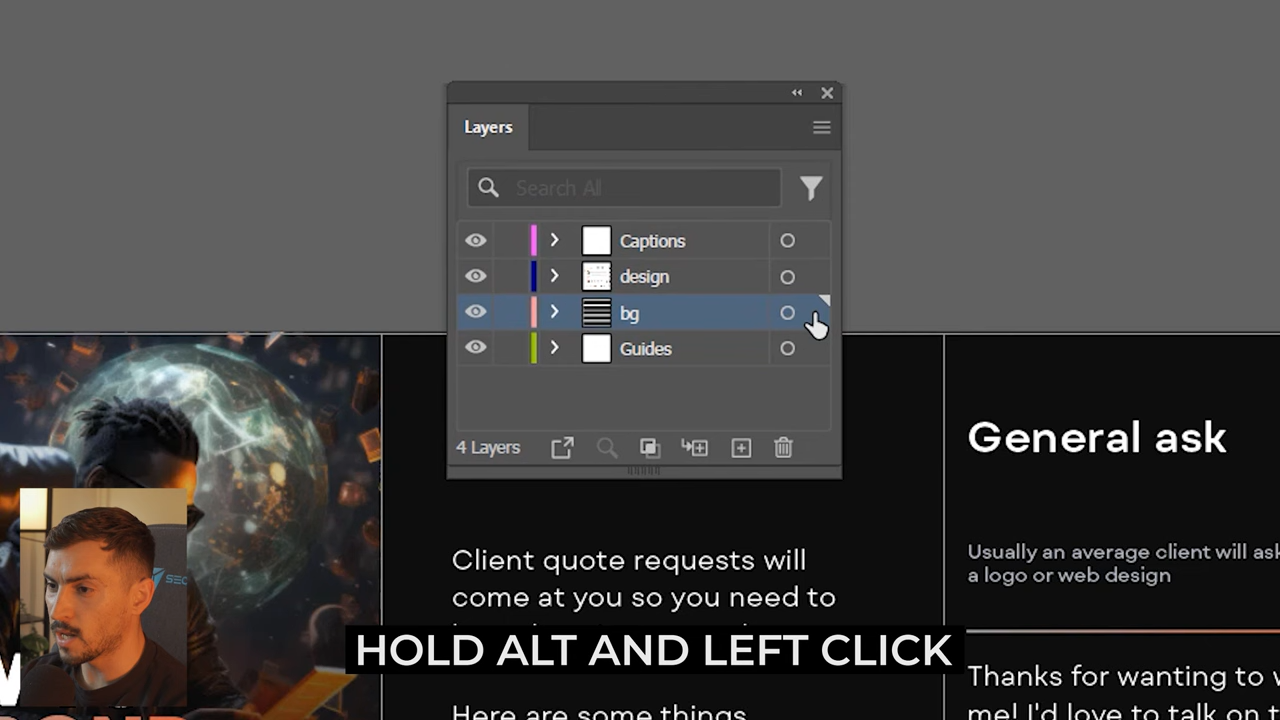 Layers
Search All
Captions
design
bg
Guides
4 Layers
General ask
Usually an average client will ask
a logo or web design
Client quote requests will
come at you so you need to
SEC
HOLD ALT AND LEFT CLICK
Thanks for wanting to w
me! I'd love to talk on t
Here are some things